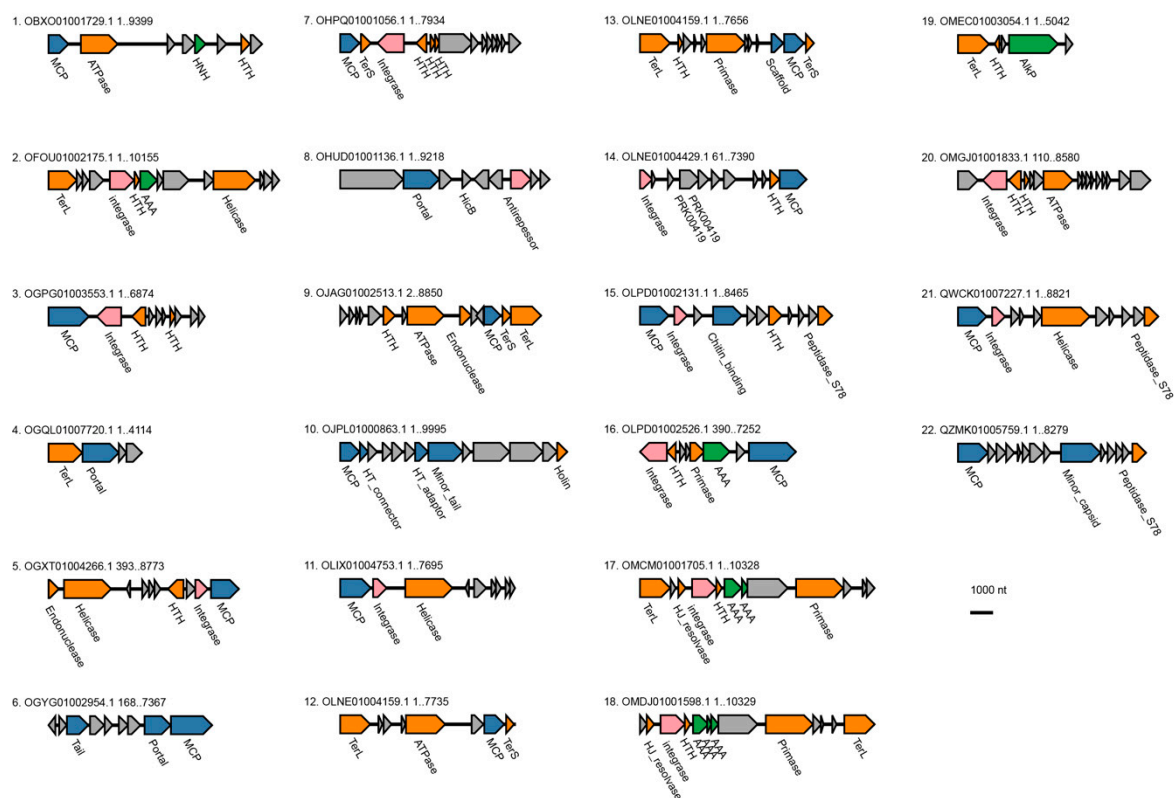 1. OBXO01001729.1 1..9399
MCP
ATPase
HNH
HTH
2. OFOU01002175.1 1..10155
TerL
integrase
HTH
AAA
Helicase
3. OGPG01003553.1 1..6874
MCP
Integrase
HTH
HTH
4. OGQL01007720.1 1..4114
TerL
Portal
5. OGXT01004266.1 393..8773
Endonuclease
Helicase
HTH
Integrase
MCP
6. OGYG01002954.1 168..7367
Tail
Portal
MCP
7. OHPQ01001056.1 1..7934
MCP
TerS
Integrase
HTH
HTH
HTH
8. OHUD01001136.1 1..9218
Portal
HicB
Antirepressor
9. OJAG01002513.1 2..8850
HTH
ATPase
Endonuclease
MCP
TerS
TerL
10. OJPL01000863.1 1..9995
MCP
HT_connector
HT_adaptor
Minor_tail
Holin
11. OLIX01004753.1 1..7695
MCP
Integrase
Helicase
12. OLNE01004159.1 1..7735
TerL
ATPase
MCP
TerS
13. OLNE01004159.1 1..7656
TerL
HTH
Primase
Scaffold
MCP
TerS
14. OLNE01004429.1 61..7390
Integrase
PRK00419
PRK00419
HTH
MCP
15. OLPD01002131.1 1..8465
MCP
Integrase
Chitin_binding
HTH
Peptidase_S78
16. OLPD01002526.1 390..7252
Integrase
HTH
Primase
AAA
MCP
17. OMCM01001705.1 1..10328
TerL
HJ_resolvase
integrase
HTH
AAA
AAA
Primase
18. OMDJ01001598.1 1..10329
HJ_resolvase
integrase
HTH
AAA
AAA
AAA
Primase
TerL
19. OMEC01003054.1 1..5042
TerL
HTH
AlkP
20. OMGJ01001833.1 110..8580
Integrase
HTH
HTH
ATPase
21. QWCK01007227.1 1..8821
MCP
Integrase
Helicase
Peptidase_S78
22. QZMK01005759.1 1..8279
MCP
Minor_capsid
Peptidase_S78
1000 nt